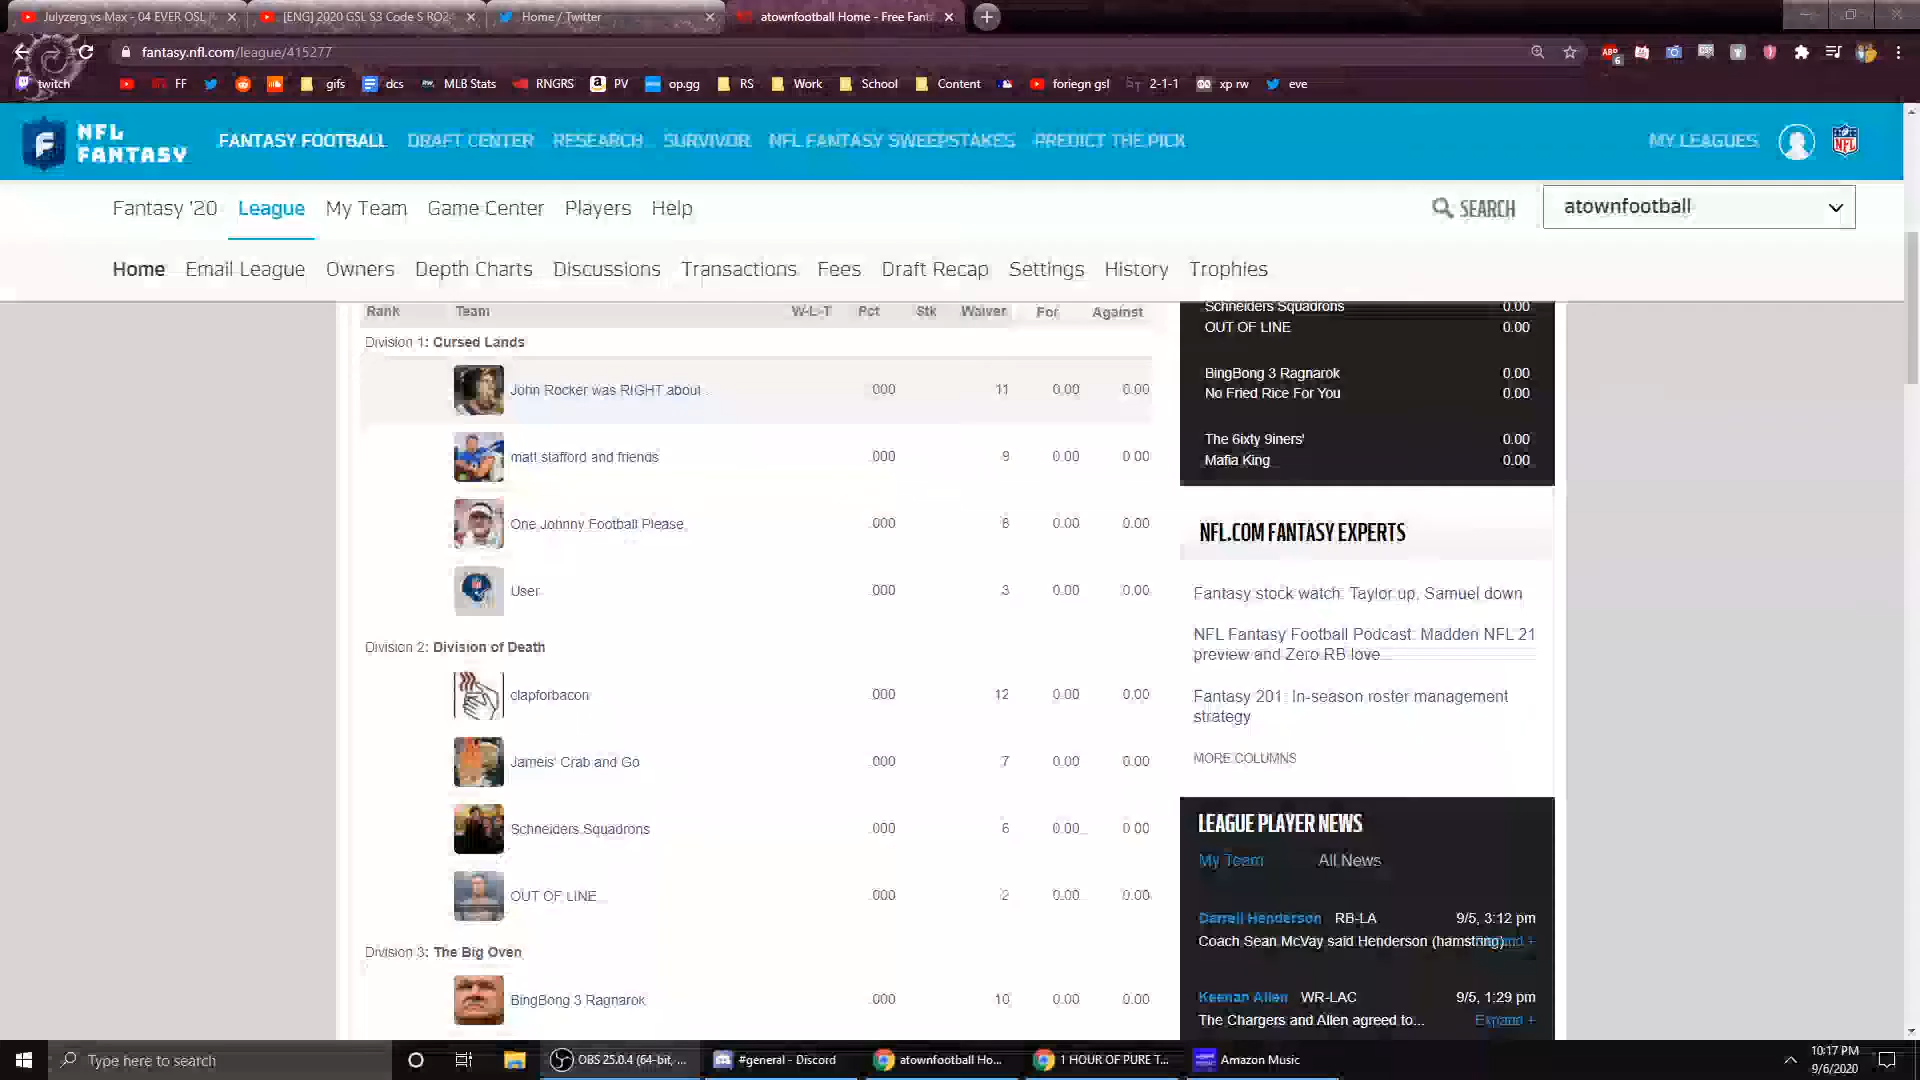 Julyzerg vs Max - 04 EVER OSL
[ENG] 2020 GSL S3 Code S RO2
Home / Twitter
atownfootball Home - Free Fant
fantasy.nfl.com/league/415277
ABP
6
twitch
FF
gifs
dcs
MLB Stats
RNGRS
PV
op.gg
RS
Work
School
Content
foriegn gsl
2-1-1
xp rw
eve
NFL FANTASY
FANTASY FOOTBALL
DRAFT CENTER
RESEARCH
SURVIVOR
NFL FANTASY SWEEPSTAKES
PREDICT THE PICK
MY LEAGUES
NFL
Fantasy '20
League
My Team
Game Center
Players
Help
SEARCH
atownfootball
Home
Email League
Owners
Depth Charts
Discussions
Transactions
Fees
Draft Recap
Settings
History
Trophies
Rank Team W-L-T Pct Stk Waiver For Against
Division 1: Cursed Lands
John Rocker was RIGHT about .000 11 0.00 0.00
matt stafford and friends .000 9 0.00 0.00
One Johnny Football Please .000 8 0.00 0.00
User .000 3 0.00 0.00
Division 2: Division of Death
clapforbacon .000 12 0.00 0.00
Jameis' Crab and Go .000 7 0.00 0.00
Schneiders Squadrons .000 6 0.00 0.00
OUT OF LINE .000 2 0.00 0.00
Division 3: The Big Oven
BingBong 3 Ragnarok .000 10 0.00 0.00
Schneiders Squadrons 0.00
OUT OF LINE 0.00
BingBong 3 Ragnarok 0.00
No Fried Rice For You 0.00
The 6ixty 9iners' 0.00
Mafia King 0.00
NFL.COM FANTASY EXPERTS
Fantasy stock watch: Taylor up, Samuel down
NFL Fantasy Football Podcast: Madden NFL 21
preview and Zero RB love
Fantasy 201: In-season roster management
strategy
MORE COLUMNS
LEAGUE PLAYER NEWS
My Team
All News
Darrell Henderson RB-LA 9/5, 3:12 pm
Coach Sean McVay said Henderson (hamstring)...
Keenan Allen WR-LAC 9/5, 1:29 pm
The Chargers and Allen agreed to... Expand +
Type here to search
OBS 25.0.4 (64-bit, ...
#general - Discord
atownfootball Ho...
1 HOUR OF PURE T...
Amazon Music
10:17 PM
9/6/2020